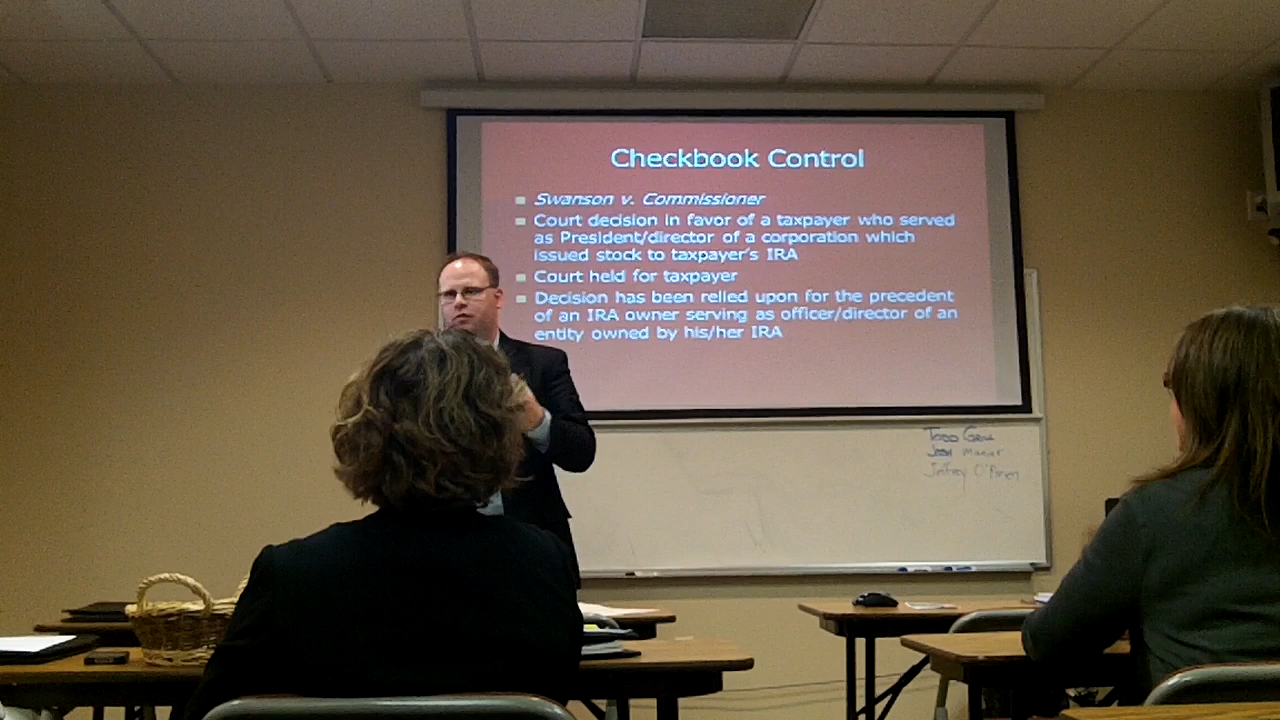 Checkbook Control
Swanson v. Commissioner
Court decision in favor of a taxpayer who served
as President/director of a corporation which
issued stock to taxpayer's IRA
Court held for taxpayer
Decision has been relied upon for the precedent
of an IRA owner serving as officer/director of an
entity owned by his/her IRA
Todd
Josh
Jeffrey O'Brien